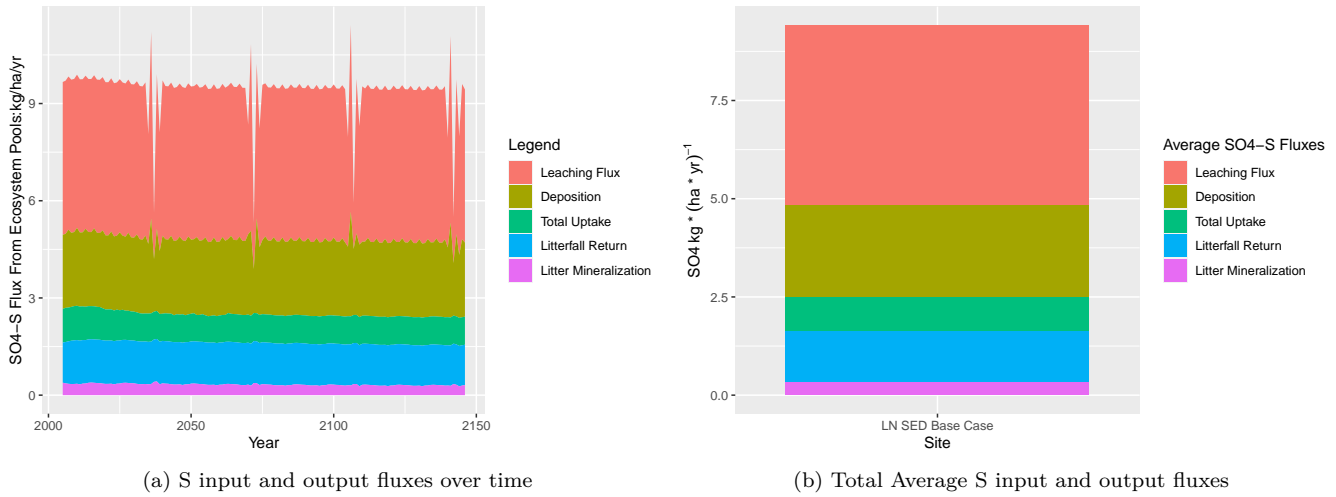 SO4−S Flux From Ecosystem Pools:kg/ha/yr
9
6
3
0
2000 2050 2100 2150
Year
Legend
Leaching Flux
Deposition
Total Uptake
Litterfall Return
Litter Mineralization
(a) S input and output fluxes over time
SO4 kg * (ha * yr)⁻¹
7.5
5.0
2.5
0.0
LN SED Base Case
Site
Average SO4−S Fluxes
Leaching Flux
Deposition
Total Uptake
Litterfall Return
Litter Mineralization
(b) Total Average S input and output fluxes